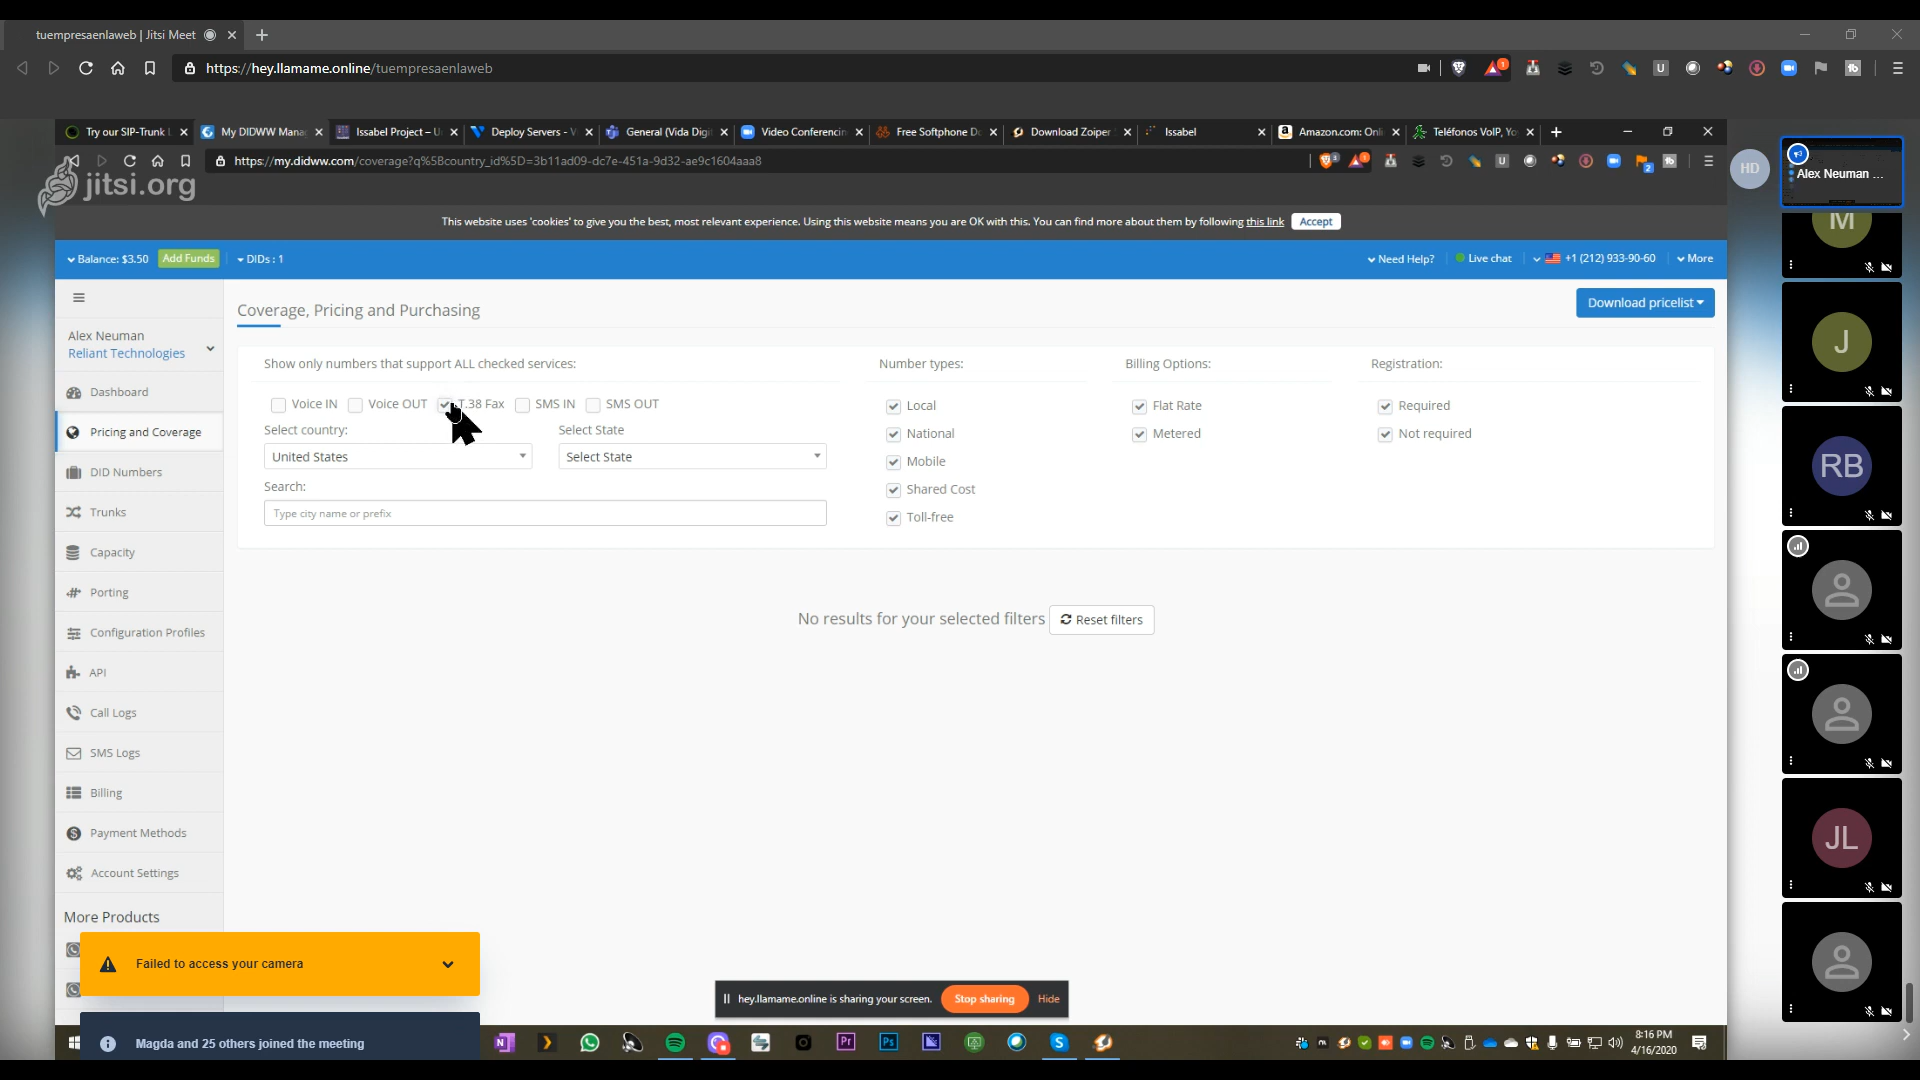 tuempresaenlaweb | Jitsi Meet
https://hey.llamame.online/tuempresaenlaweb
Try our SIP-Trunk
My DIDWW Mana
Issabel Project – U
Deploy Servers - V
General (Vida Digit
Video Conferencin
Free Softphone D
Download Zoiper
Issabel
Amazon.com: Onli
Teléfonos VoIP, Yo
https://my.didww.com/coverage?q%5Bcountry_id%5D=3b11ad09-dc7e-451a-9d32-ae9c1604aaa8
jitsi.org
HD
Alex Neuman ...
This website uses 'cookies' to give you the best, most relevant experience. Using this website means you are OK with this. You can find more about them by following this link
Accept
Balance: $3.50
Add Funds
DIDs : 1
Need Help?
Live chat
+1 (212) 933-90-60
More
M
Coverage, Pricing and Purchasing
Download pricelist
Alex Neuman
Reliant Technologies
Dashboard
Pricing and Coverage
DID Numbers
Trunks
Capacity
Porting
Configuration Profiles
API
Call Logs
SMS Logs
Billing
Payment Methods
Account Settings
More Products
Show only numbers that support ALL checked services:
Voice IN
Voice OUT
T.38 Fax
SMS IN
SMS OUT
Select country:
Select State
United States
Select State
Search:
Type city name or prefix
Number types:
Local
National
Mobile
Shared Cost
Toll-free
Billing Options:
Flat Rate
Metered
Registration:
Required
Not required
No results for your selected filters
Reset filters
J
RB
JL
Failed to access your camera
Magda and 25 others joined the meeting
hey.llamame.online is sharing your screen.
Stop sharing
Hide
8:16 PM
4/16/2020